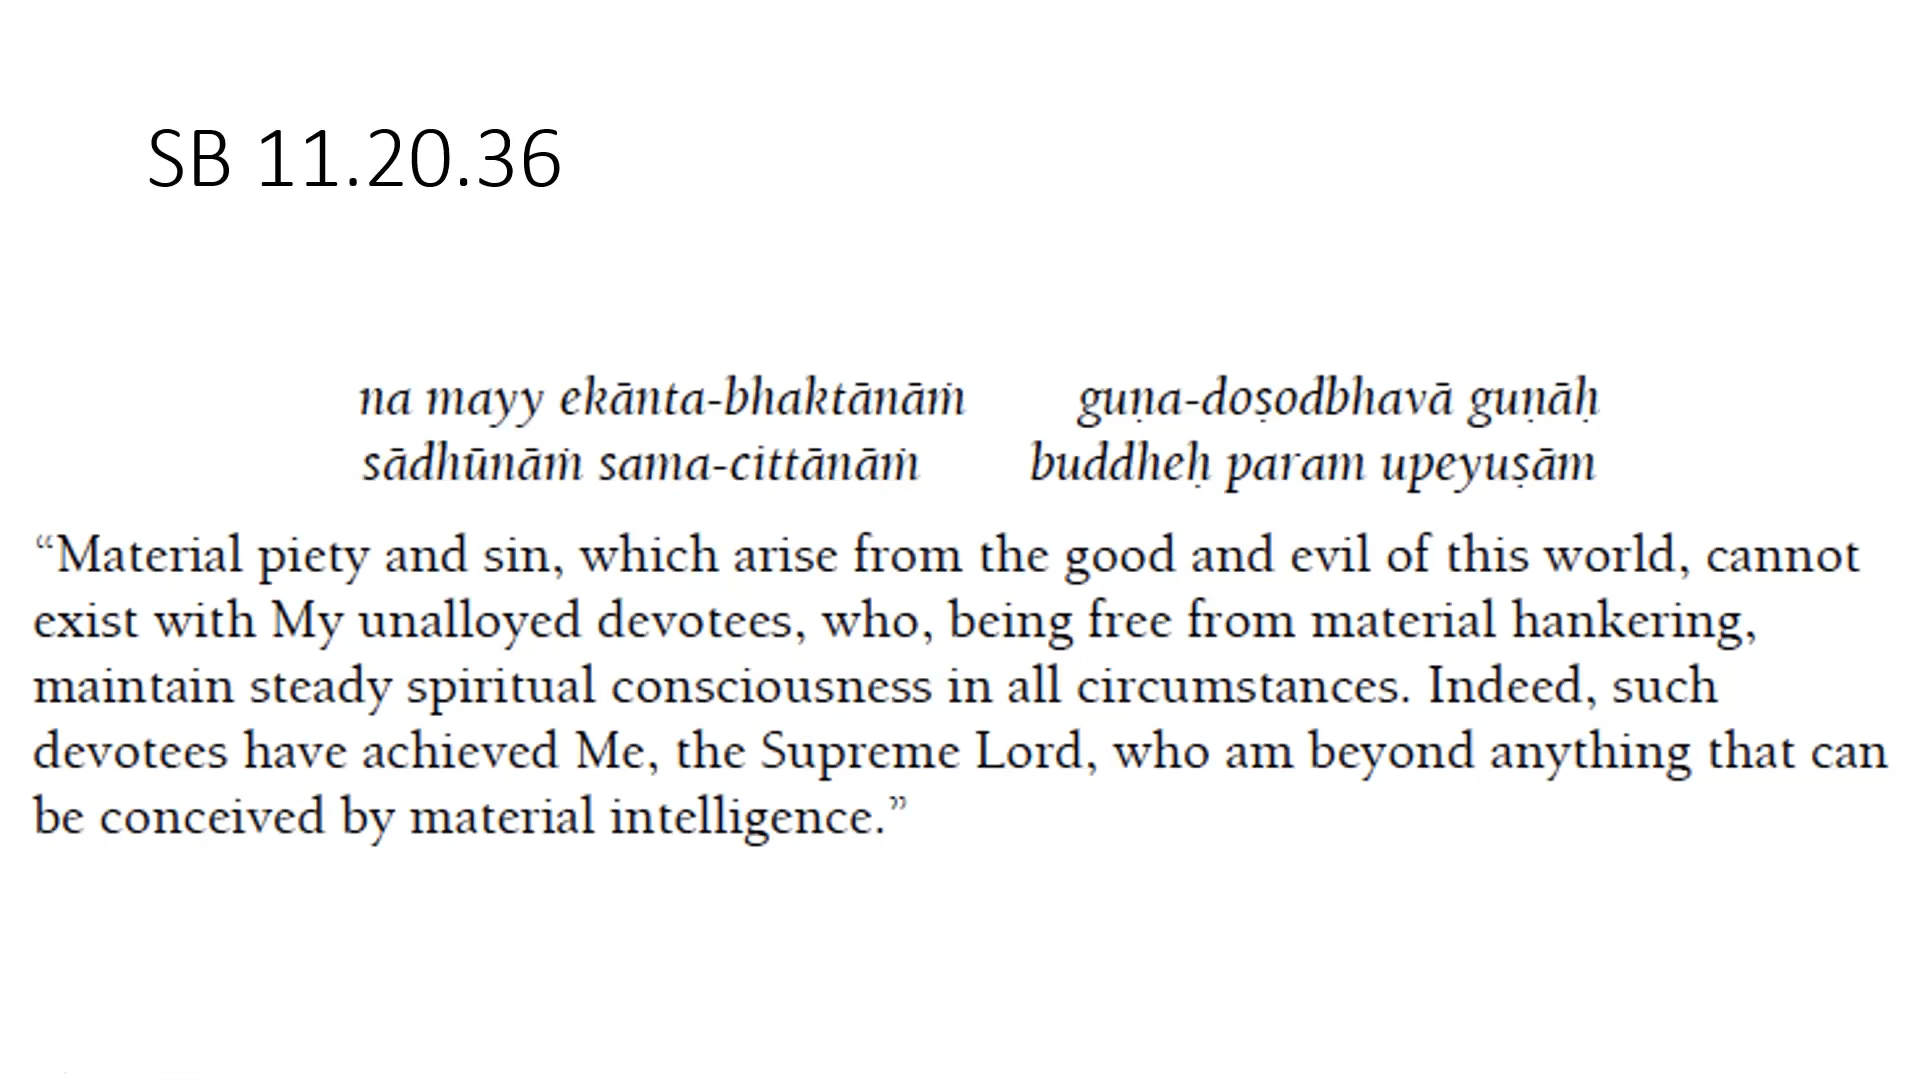 SB 11.20.36
na mayy ekānta-bhaktānāṁ guṇa-doṣodbhavā guṇāḥ
sādhūnāṁ sama-cittānāṁ buddheḥ param upeyuṣām
“Material piety and sin, which arise from the good and evil of this world, cannot
exist with My unalloyed devotees, who, being free from material hankering,
maintain steady spiritual consciousness in all circumstances. Indeed, such
devotees have achieved Me, the Supreme Lord, who am beyond anything that can
be conceived by material intelligence.”